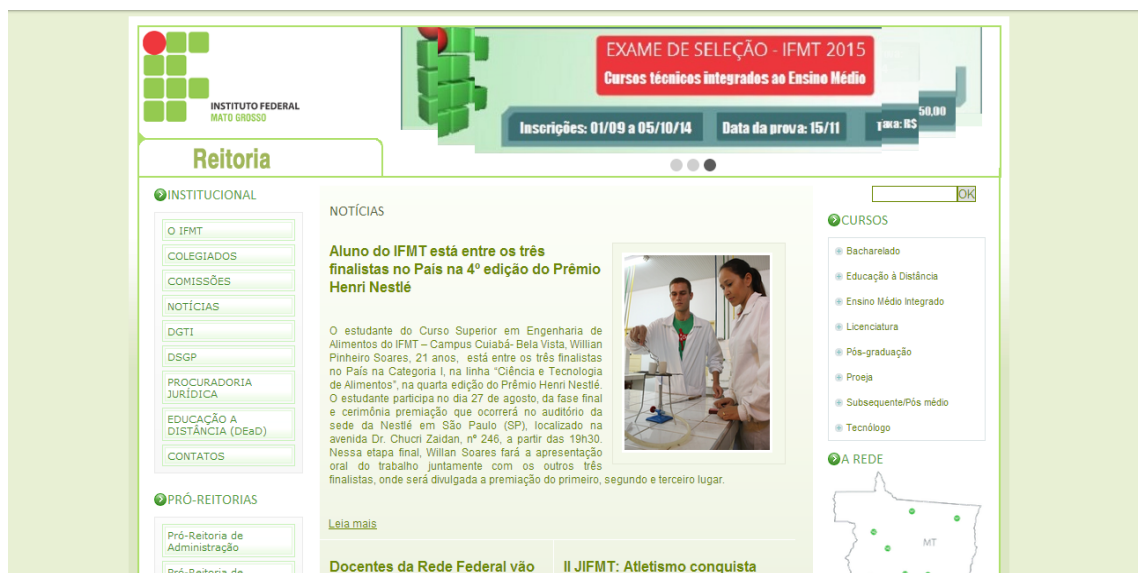 INSTITUTO FEDERAL
MATO GROSSO
Reitoria
EXAME DE SELEÇÃO - IFMT 2015
Cursos técnicos integrados ao Ensino Médio
Inscrições: 01/09 a 05/10/14
Data da prova: 15/11
Taxa: R$
50,00
INSTITUCIONAL
O IFMT
COLEGIADOS
COMISSÕES
NOTÍCIAS
DGTI
DSGP
PROCURADORIA
JURÍDICA
EDUCAÇÃO A
DISTÂNCIA (DEaD)
CONTATOS
PRÓ-REITORIAS
Pró-Reitoria de
Administração
Pró-Reitoria de
NOTÍCIAS
Aluno do IFMT está entre os três
finalistas no País na 4º edição do Prêmio
Henri Nestlé
O estudante do Curso Superior em Engenharia de
Alimentos do IFMT – Campus Cuiabá- Bela Vista, Willian
Pinheiro Soares, 21 anos, está entre os três finalistas
no País na Categoria I, na linha “Ciência e Tecnologia
de Alimentos”, na quarta edição do Prêmio Henri Nestlé.
O estudante participa no dia 27 de agosto, da fase final
e cerimônia premiação que ocorrerá no auditório da
sede da Nestlé em São Paulo (SP), localizado na
avenida Dr. Chucri Zaidan, nº 246, a partir das 19h30.
Nessa etapa final, Willan Soares fará a apresentação
oral do trabalho juntamente com os outros três
finalistas, onde será divulgada a premiação do primeiro, segundo e terceiro lugar.
Leia mais
Docentes da Rede Federal vão
II JIFMT: Atletismo conquista
OK
CURSOS
Bacharelado
Educação à Distância
Ensino Médio Integrado
Licenciatura
Pós-graduação
Proeja
Subsequente/Pós médio
Tecnólogo
A REDE
MT